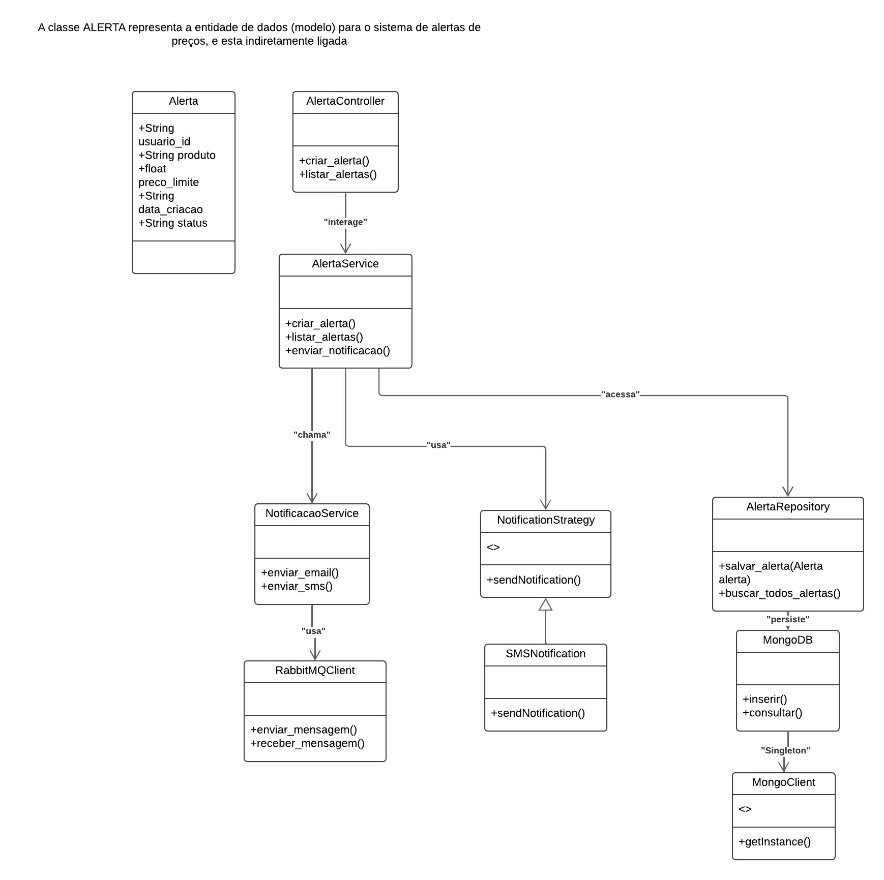 A classe ALERTA representa a entidade de dados (modelo) para o sistema de alertas de
preços, e esta indiretamente ligada
Alerta
+String
usuario_id
+String produto
+float
preco_limite
+String
data_criacao
+String status
AlertaController
+criar_alerta()
+listar_alertas()
"interage"
AlertaService
+criar_alerta()
+listar_alertas()
+enviar_notificacao()
"chama"
"usa"
"acessa"
NotificacaoService
+enviar_email()
+enviar_sms()
"usa"
RabbitMQClient
+enviar_mensagem()
+receber_mensagem()
NotificationStrategy
<>
+sendNotification()
SMSNotification
+sendNotification()
AlertaRepository
+salvar_alerta(Alerta
alerta)
+buscar_todos_alertas()
"persiste"
MongoDB
+inserir()
+consultar()
"Singleton"
MongoClient
<>
+getInstance()